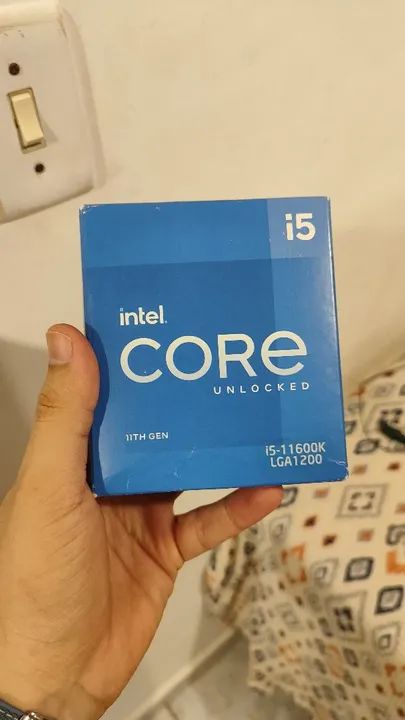 i5
intel.
CORE
UNLOCKED
11TH GEN
i5-11600K
LGA1200